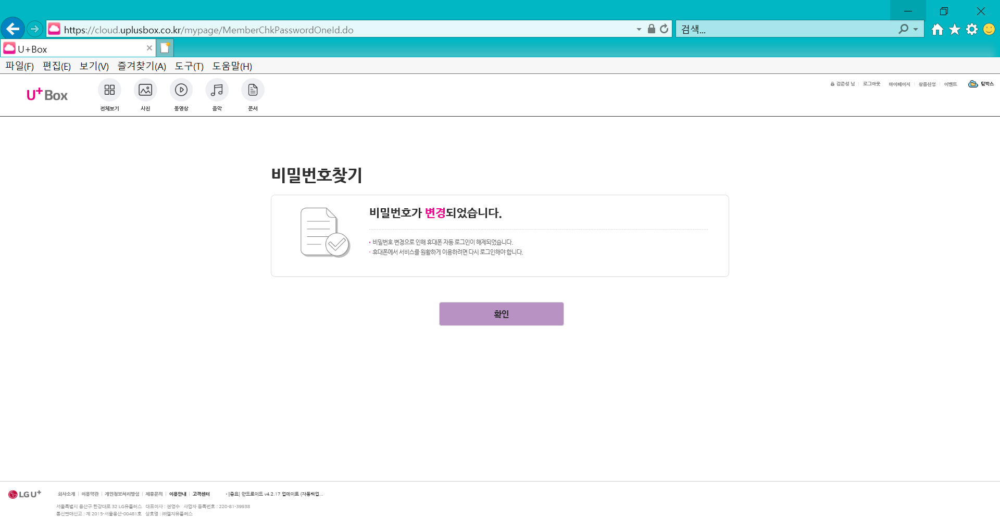 https://cloud.uplusbox.co.kr/mypage/MemberChkPasswordOneId.do
검색...
U+Box
파일(F) 편집(E) 보기(V) 즐겨찾기(A) 도구(T) 도움말(H)
U+ Box
전체보기 사진 동영상 음악 문서
김준성 님 로그아웃 마이페이지 상품신청 이벤트 팀박스
비밀번호찾기
비밀번호가 변경되었습니다.
비밀번호 변경으로 인해 휴대폰 자동 로그인이 해제되었습니다.
휴대폰에서 서비스를 원활하게 이용하려면 다시 로그인해야 합니다.
확인
LG U+
회사소개 이용약관 개인정보처리방침 제휴문의 이용안내 고객센터
[중요] 안드로이드 v4.2.17 업데이트 (자동백업...
서울특별시 용산구 한강대로 32 LG유플러스 대표이사 : 권영수 사업자 등록번호 : 220-81-39938
통신판매신고 : 제 2015-서울용산-00481호 상호명 : ㈜엘지유플러스